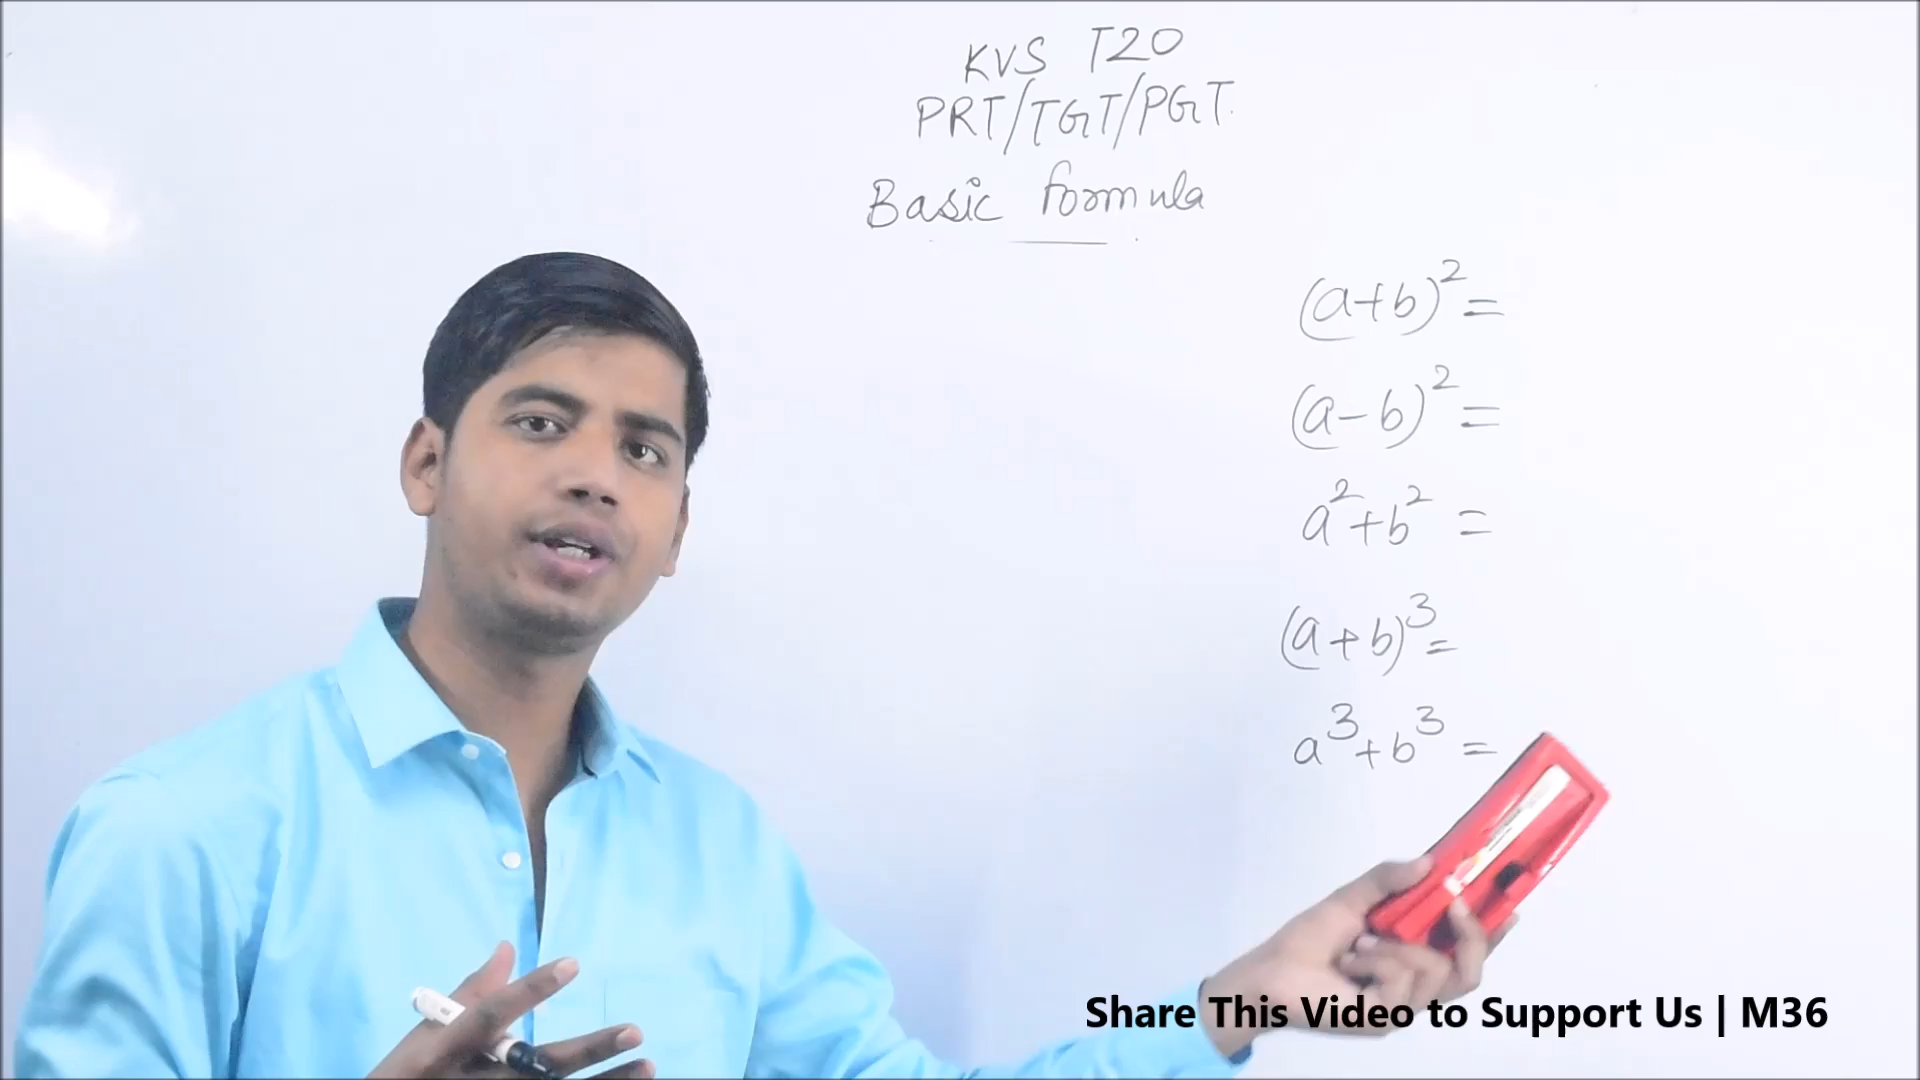 KVS T20
PRT/TGT/PGT.
Basic formula
(a+b)²=
(a-b)²=
a²+b² =
(a+b)³=
a³+b³ =
Share This Video to Support Us | M36